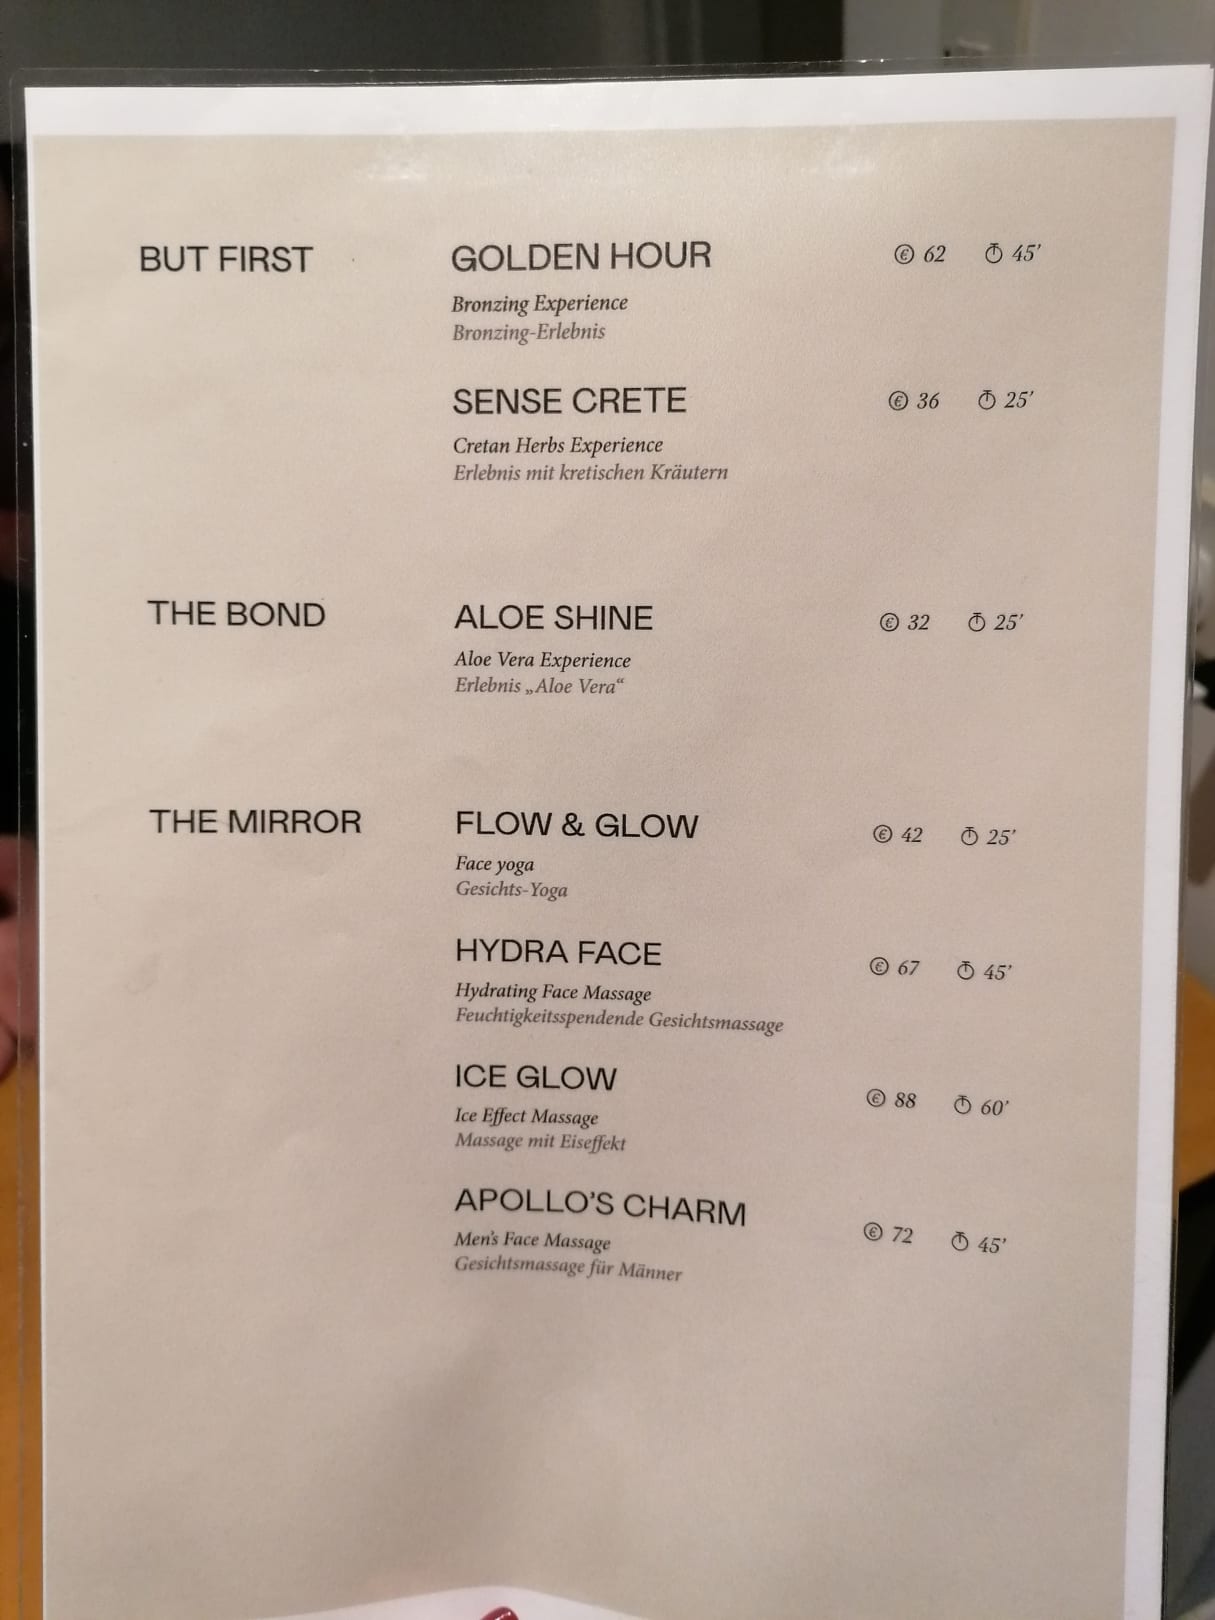 BUT FIRST
GOLDEN HOUR
€ 62 45’
Bronzing Experience
Bronzing-Erlebnis
SENSE CRETE
€ 36 25’
Cretan Herbs Experience
Erlebnis mit kretischen Kräutern
THE BOND
ALOE SHINE
€ 32 25’
Aloe Vera Experience
Erlebnis „Aloe Vera“
THE MIRROR
FLOW & GLOW
€ 42 25’
Face yoga
Gesichts-Yoga
HYDRA FACE
€ 67 45’
Hydrating Face Massage
Feuchtigkeitsspendende Gesichtsmassage
ICE GLOW
€ 88 60’
Ice Effect Massage
Massage mit Eiseffekt
APOLLO’S CHARM
€ 72 45’
Men’s Face Massage
Gesichtsmassage für Männer